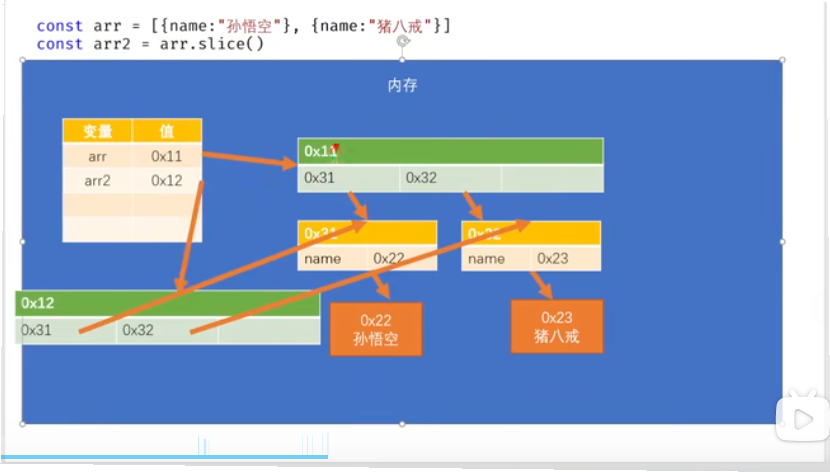 const arr = [{name:"孙悟空"}, {name:"猪八戒"}]
const arr2 = arr.slice()
内存
变量 值
arr 0x11
arr2 0x12
0x11
0x31 0x32
0x31 0x32
name 0x22 name 0x23
0x12
0x31 0x32
0x22
孙悟空
0x23
猪八戒